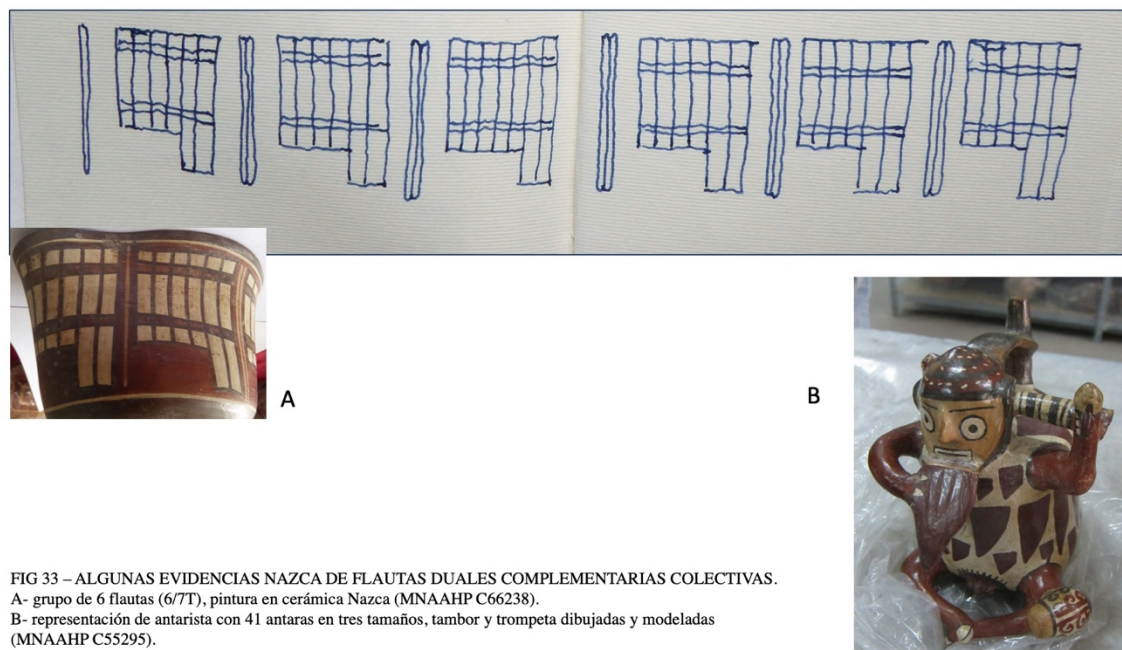 A
B
FIG 33 – ALGUNAS EVIDENCIAS NAZCA DE FLAUTAS DUALES COMPLEMENTARIAS COLECTIVAS.
A- grupo de 6 flautas (6/7T), pintura en cerámica Nazca (MNAAHP C66238).
B- representación de antarista con 41 antaras en tres tamaños, tambor y trompeta dibujadas y modeladas
(MNAAHP C55295).